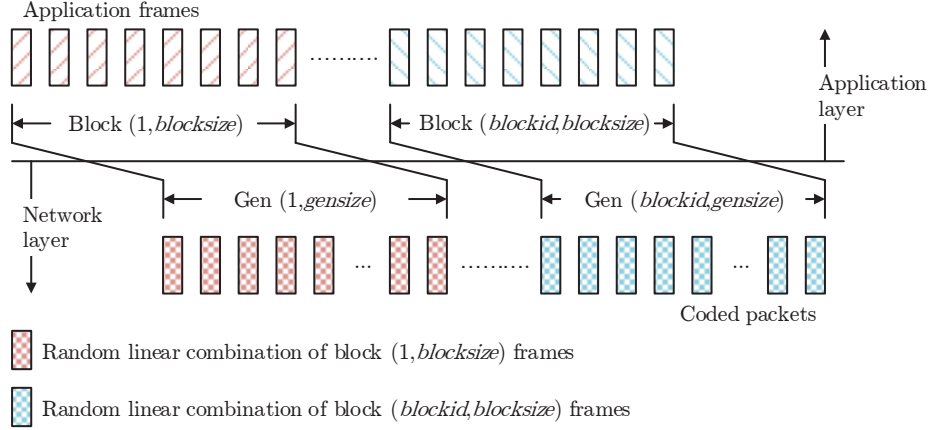 Application frames
Application
layer
Block (1,blocksize)
Block (blockid,blocksize)
Gen (1,gensize)
Gen (blockid,gensize)
Network
layer
Coded packets
Random linear combination of block (1,blocksize) frames
Random linear combination of block (blockid,blocksize) frames